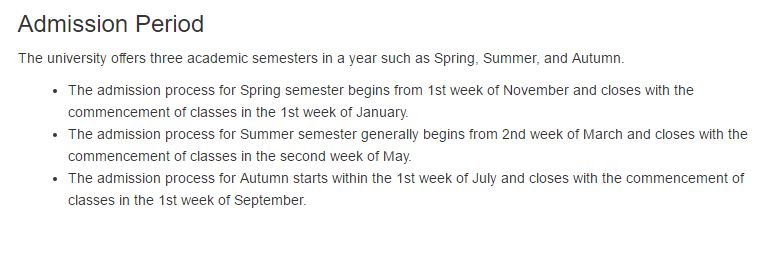 Admission Period
The university offers three academic semesters in a year such as Spring, Summer, and Autumn.
• The admission process for Spring semester begins from 1st week of November and closes with the
commencement of classes in the 1st week of January.
• The admission process for Summer semester generally begins from 2nd week of March and closes with the
commencement of classes in the second week of May.
• The admission process for Autumn starts within the 1st week of July and closes with the commencement of
classes in the 1st week of September.